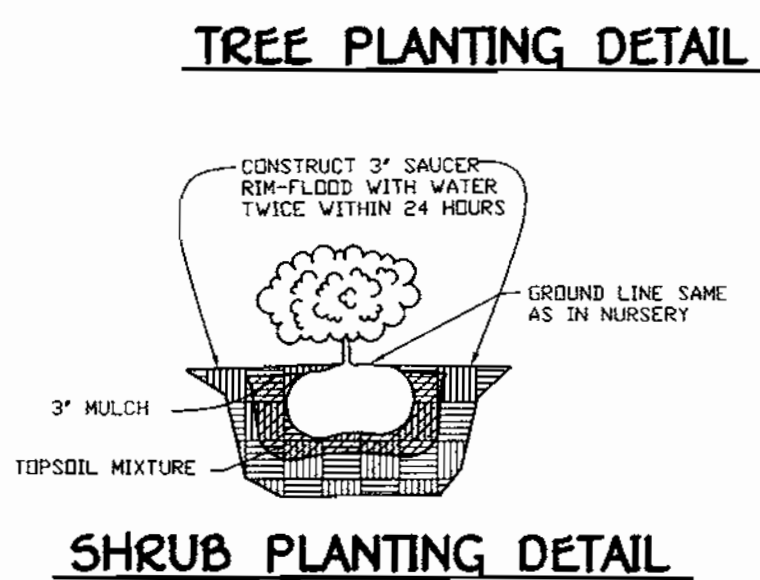 TREE PLANTING DETAIL
CONSTRUCT 3" SAUCER
RIM-FLOOD WITH WATER
TWICE WITHIN 24 HOURS
GROUND LINE SAME
AS IN NURSERY
3" MULCH
TOPSOIL MIXTURE
SHRUB PLANTING DETAIL